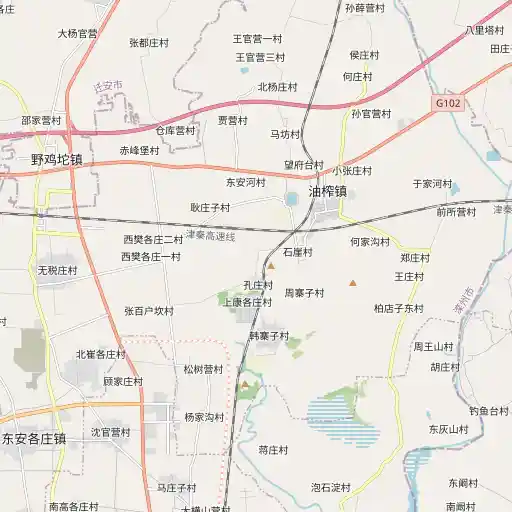 各庄
大杨官营
张都庄村
王官营一村
王官营三村
孙薛营村
侯庄村
何庄村
八里塔村
田庄子
迁安市
北杨庄村
G102
邵家营村
仓库营村
贾营村
马坊村
孙官营村
赤峰堡村
野鸡坨镇
望府台村
小张庄村
东安河村
油榨镇
于家河村
耿庄子村
前所营村
津秦
西樊各庄二村
津秦高速线
西樊各庄一村
石崖村
何家沟村
郑庄村
无税庄村
王庄村
孔庄村
周寨子村
滦州市
上康各庄村
张百户坎村
柏店子东村
韩寨子村
北崔各庄村
周王山村
松树营村
胡庄村
顾家庄村
杨家沟村
钓鱼台村
东安各庄镇
沈官营村
东灰山村
蒋庄村
马庄子村
泡石淀村
东阚村
南高各庄村
大横山营村
南阚村